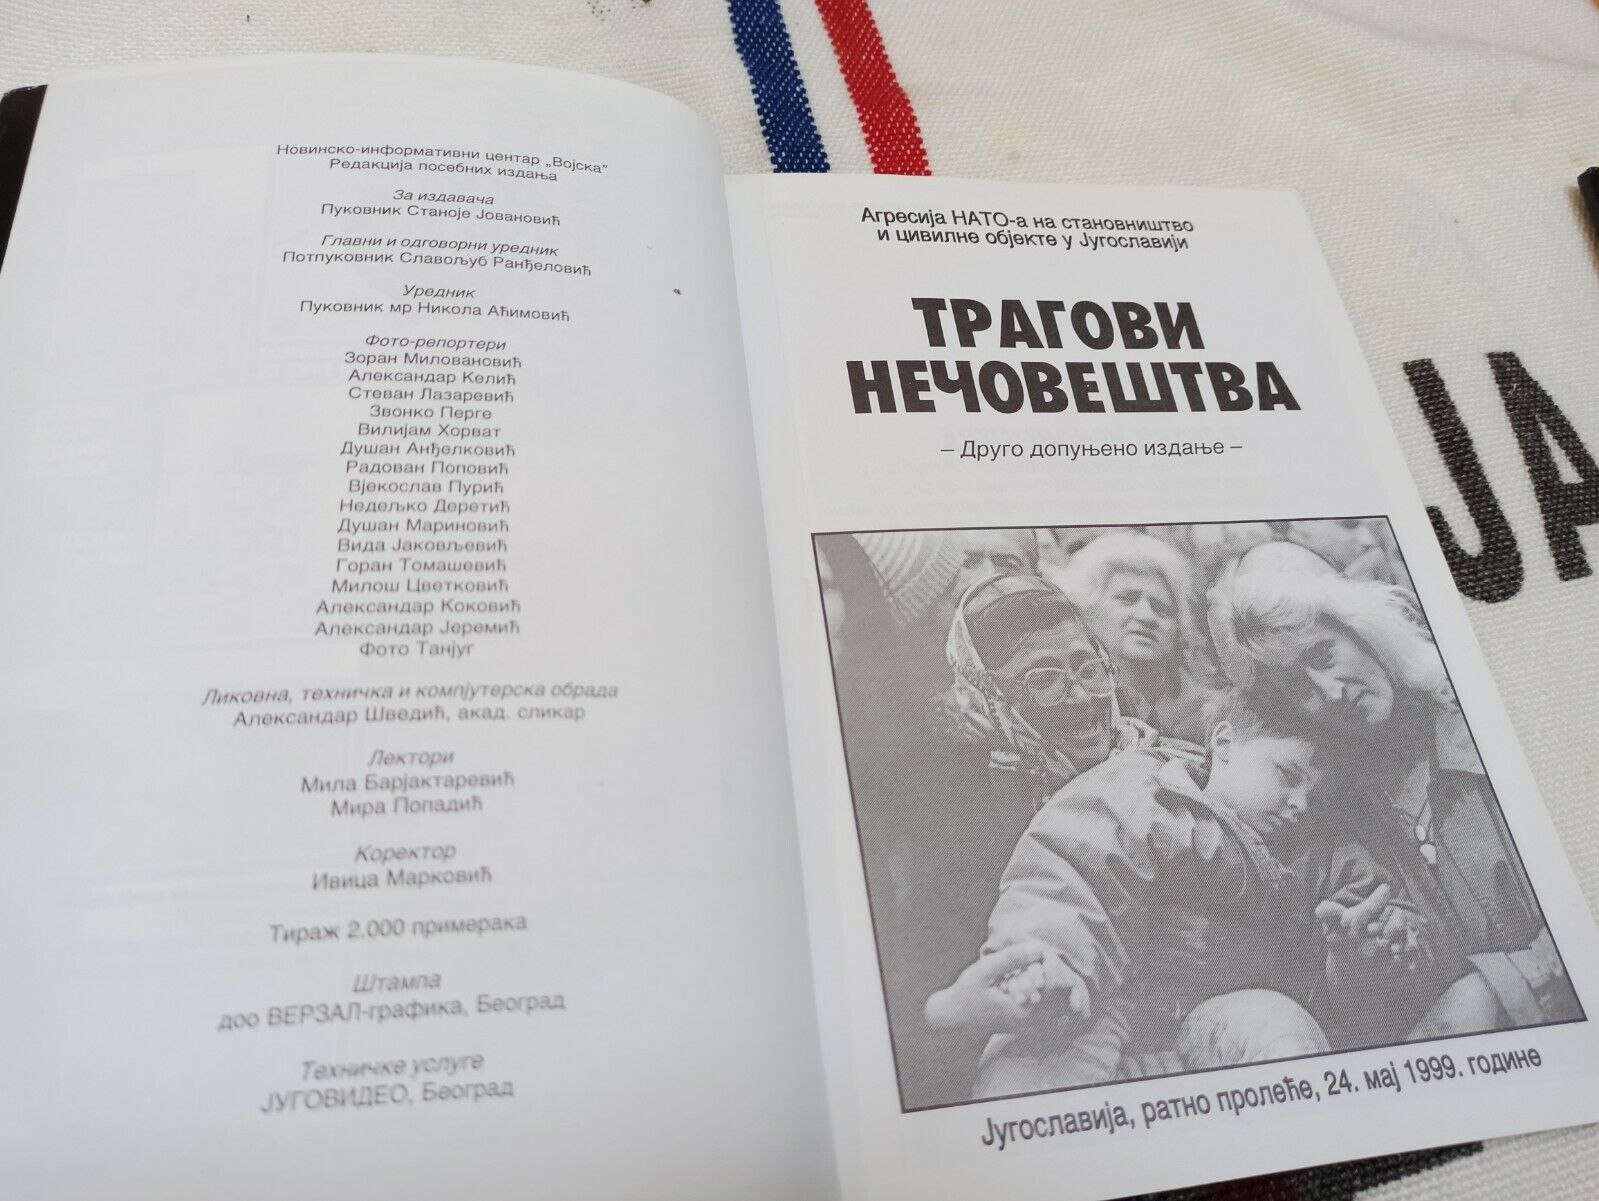 Новинско-информативни центар „Војска"
Редакција посебних издања
За издавача
Пуковник Станоје Јовановић
Главни и одговорни уредник
Потпуковник Славољуб Ранђеловић
Уредник
Пуковник мр Никола Аћимовић
Фото-репортери
Зоран Миловановић
Александар Келић
Стеван Лазаревић
Звонко Перге
Вилијам Хорват
Душан Анђелковић
Радован Поповић
Вјекослав Пурић
Недељко Деретић
Душан Мариновић
Вида Јаковљевић
Горан Томашевић
Милош Цветковић
Александар Коковић
Александар Јеремић
Фото Танјуг
Ликовна, техничка и компјутерска обрада
Александар Шведић, акад. сликар
Лектори
Мила Барјактаревић
Мира Попадић
Коректор
Ивица Марковић
Тираж 2.000 примерака
Штампа
доо ВЕРЗАЛ-графика, Београд
Техничке услуге
ЈУГОВИДЕО, Београд
Агресија НАТО-а на становништво
и цивилне објекте у Југославији
ТРАГОВИ
НЕЧОВЕШТВА
– Друго допуњено издање –
Југославија, ратно пролеће, 24. мај 1999. године
ЈА